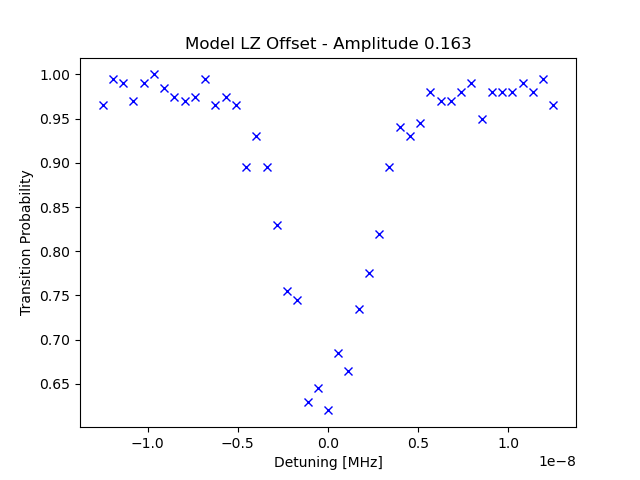 Model LZ Offset - Amplitude 0.163
1.00
0.95
0.90
0.85
0.80
0.75
0.70
0.65
Transition Probability
−1.0 −0.5 0.0 0.5 1.0
1e−8
Detuning [MHz]